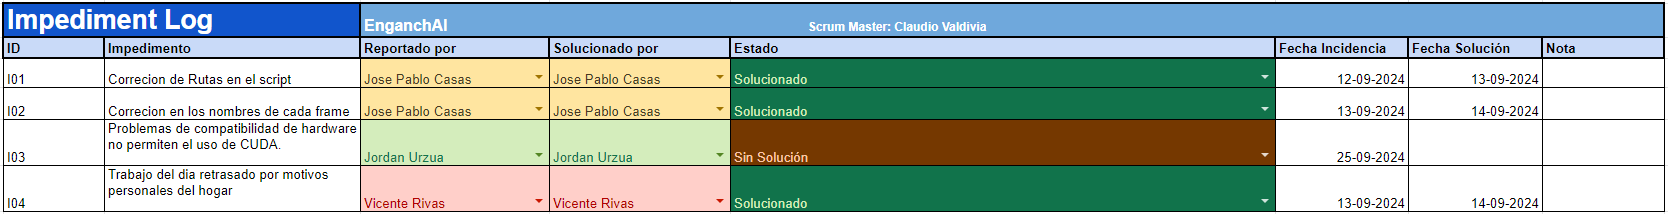 Impediment Log
EnganchAI
Scrum Master: Claudio Valdivia
ID Impedimento Reportado por Solucionado por Estado Fecha Incidencia Fecha Solución Nota
I01 Correcion de Rutas en el script Jose Pablo Casas Jose Pablo Casas Solucionado 12-09-2024 13-09-2024
I02 Correcion en los nombres de cada frame Jose Pablo Casas Jose Pablo Casas Solucionado 13-09-2024 14-09-2024
Problemas de compatibilidad de hardware
no permiten el uso de CUDA.
I03 Jordan Urzua Jordan Urzua Sin Solución 25-09-2024
Trabajo del dia retrasado por motivos
personales del hogar
I04 Vicente Rivas Vicente Rivas Solucionado 13-09-2024 14-09-2024